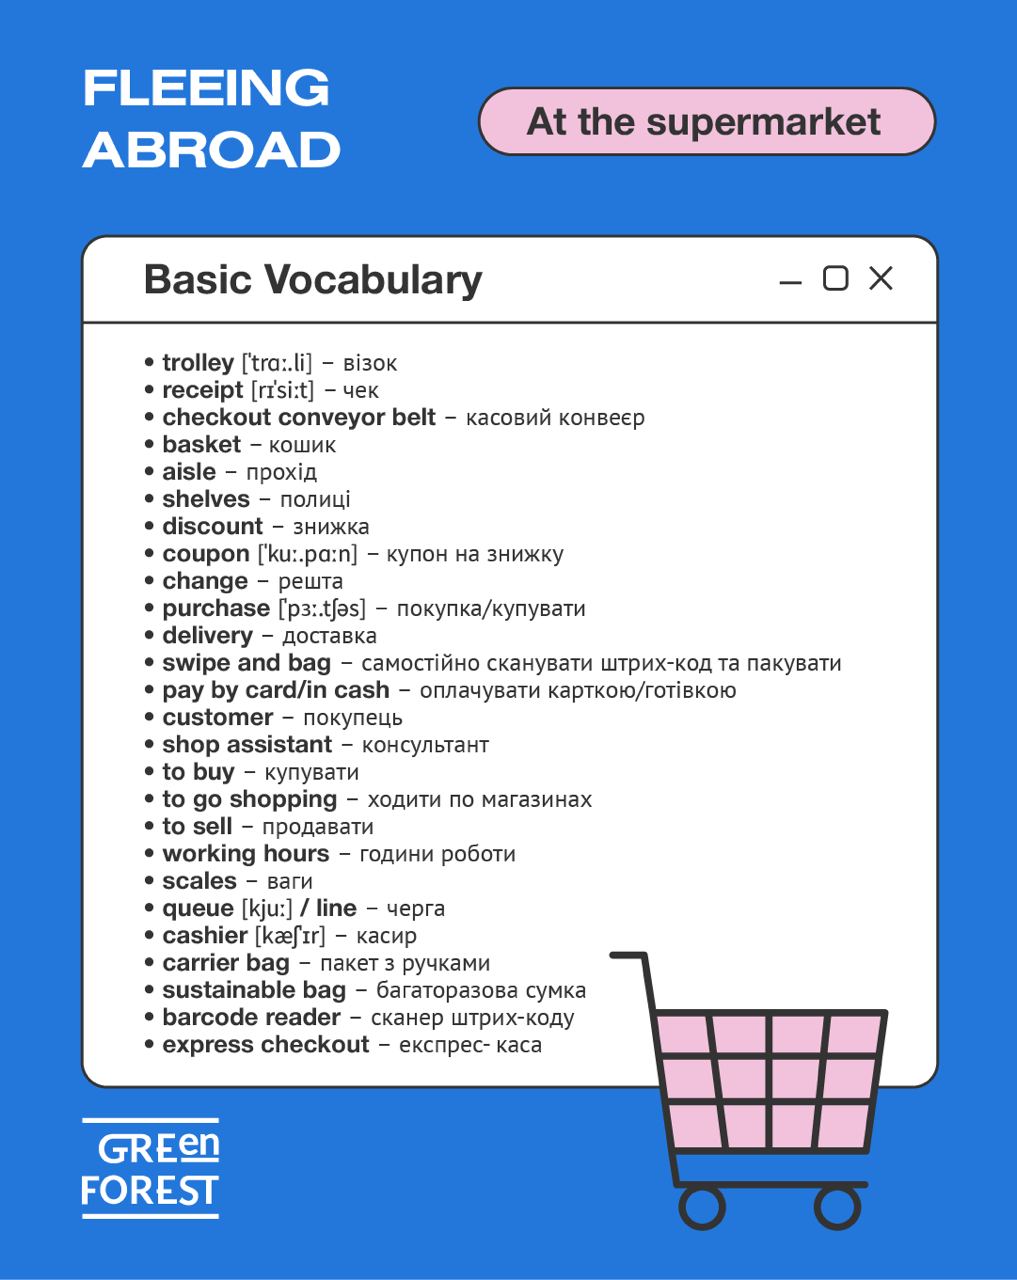 FLEEING
ABROAD
At the supermarket
Basic Vocabulary
• trolley [ˈtrɑː.li] – візок
• receipt [rɪˈsiːt] – чек
• checkout conveyor belt – касовий конвеєр
• basket – кошик
• aisle – прохід
• shelves – полиці
• discount – знижка
• coupon [ˈkuː.pɑːn] – купон на знижку
• change – решта
• purchase [ˈpɜː.tʃəs] – покупка/купувати
• delivery – доставка
• swipe and bag – самостійно сканувати штрих-код та пакувати
• pay by card/in cash – оплачувати карткою/готівкою
• customer – покупець
• shop assistant – консультант
• to buy – купувати
• to go shopping – ходити по магазинах
• to sell – продавати
• working hours – години роботи
• scales – ваги
• queue [kjuː] / line – черга
• cashier [kæʃˈɪr] – касир
• carrier bag – пакет з ручками
• sustainable bag – багаторазова сумка
• barcode reader – сканер штрих-коду
• express checkout – експрес- каса
GREen
FOREST